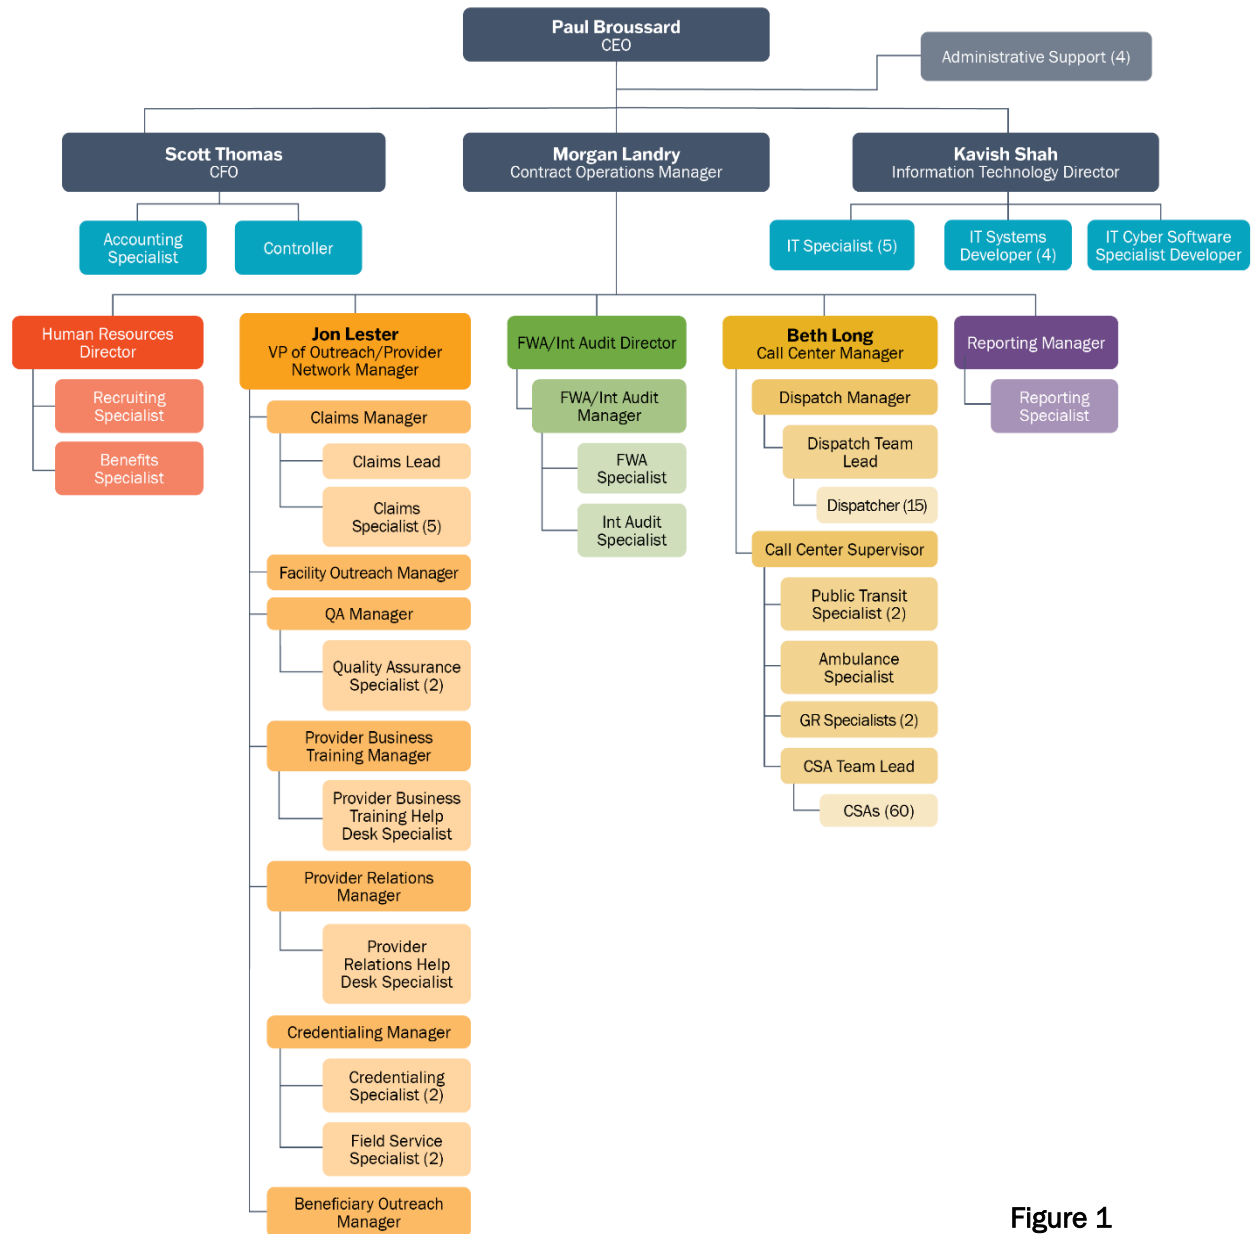 Paul Broussard
CEO
Administrative Support (4)
Scott Thomas
CFO
Morgan Landry
Contract Operations Manager
Kavish Shah
Information Technology Director
Accounting
Specialist
Controller
IT Specialist (5)
IT Systems
Developer (4)
IT Cyber Software
Specialist Developer
Human Resources
Director
Recruiting
Specialist
Benefits
Specialist
Jon Lester
VP of Outreach/Provider
Network Manager
Claims Manager
Claims Lead
Claims
Specialist (5)
Facility Outreach Manager
QA Manager
Quality Assurance
Specialist (2)
Provider Business
Training Manager
Provider Business
Training Help
Desk Specialist
Provider Relations
Manager
Provider
Relations Help
Desk Specialist
Credentialing Manager
Credentialing
Specialist (2)
Field Service
Specialist (2)
Beneficiary Outreach
Manager
FWA/Int Audit Director
FWA/Int Audit
Manager
FWA
Specialist
Int Audit
Specialist
Beth Long
Call Center Manager
Dispatch Manager
Dispatch Team
Lead
Dispatcher (15)
Call Center Supervisor
Public Transit
Specialist (2)
Ambulance
Specialist
GR Specialists (2)
CSA Team Lead
CSAs (60)
Reporting Manager
Reporting
Specialist
Figure 1